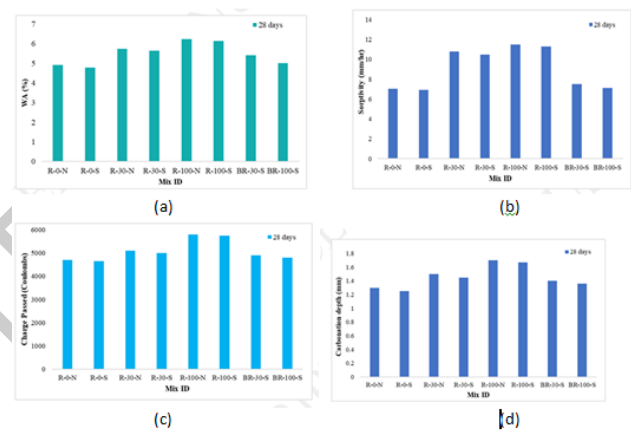 7
6
5
4
3
2
1
0
WA (%)
28 days
R-0-N R-0-S R-30-N R-30-S R-100-N R-100-S BR-30-S BR-100-S
Mix ID
(a)
14
12
10
8
6
4
2
0
Sorptivity (mm/hr)
28 days
R-0-N R-0-S R-30-N R-30-S R-100-N R-100-S BR-30-S BR-100-S
Mix ID
(b)
6000
5000
4000
3000
2000
1000
0
Charge Passed (Coulombs)
28 days
R-0-N R-0-S R-30-N R-30-S R-100-N R-100-S BR-30-S BR-100-S
Mix ID
(c)
1.8
1.6
1.4
1.2
1
0.8
0.6
0.4
0.2
0
Carbonation depth (mm)
28 days
R-0-N R-0-S R-30-N R-30-S R-100-N R-100-S BR-30-S BR-100-S
Mix ID
(d)